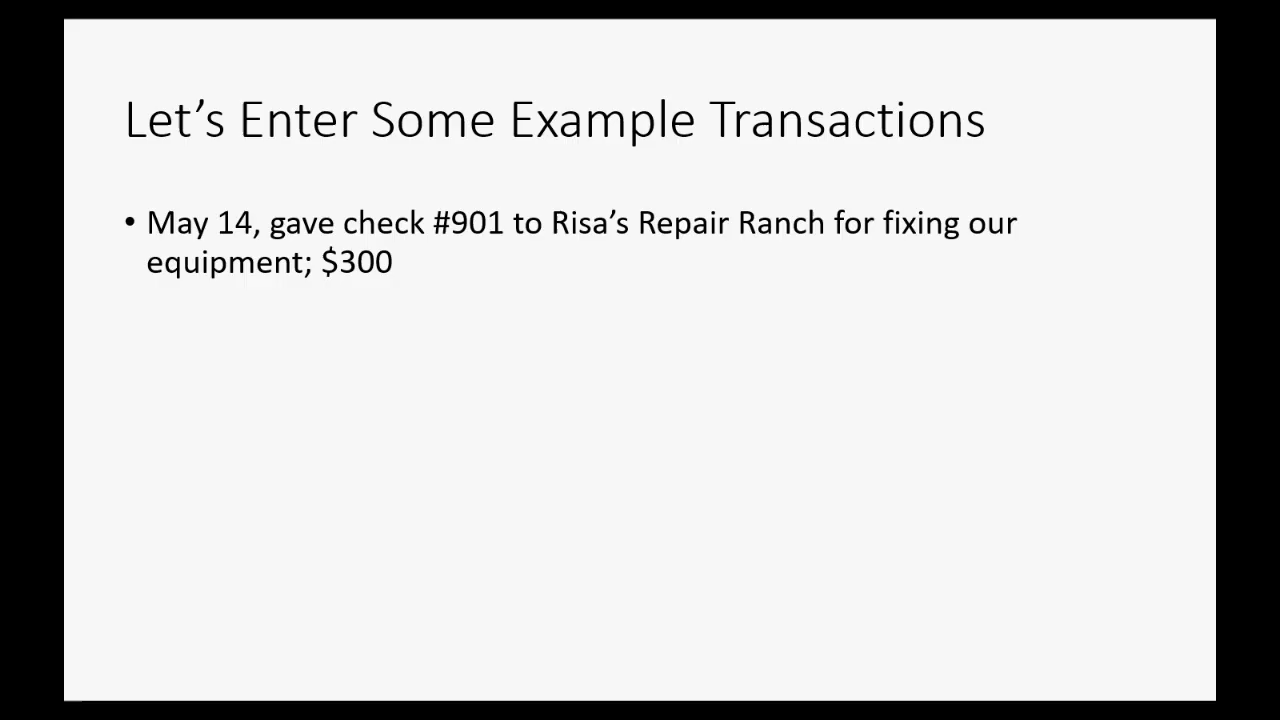 Let’s Enter Some Example Transactions
• May 14, gave check #901 to Risa’s Repair Ranch for fixing our
equipment; $300